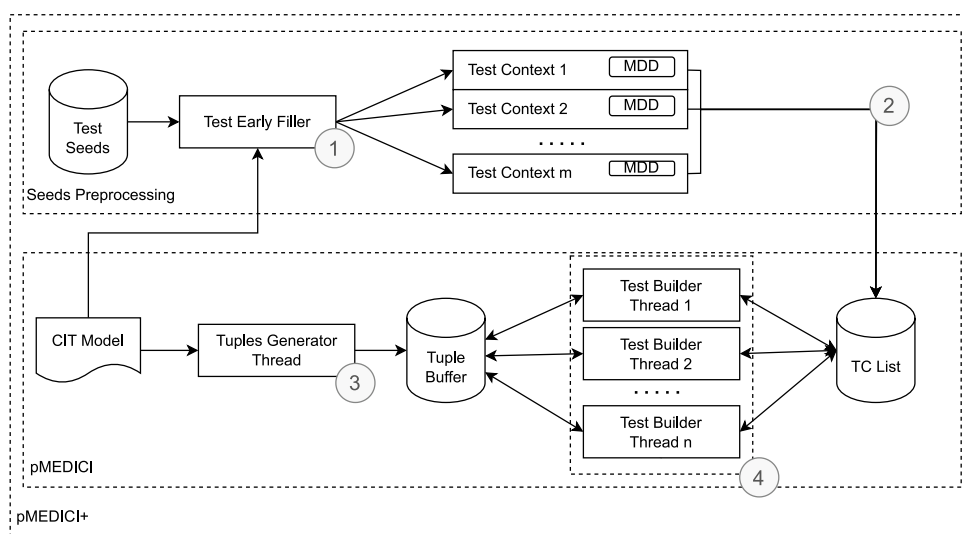 Test
Seeds
Test Early Filler
1
Test Context 1
MDD
Test Context 2
MDD
. . . . .
Test Context m
MDD
2
Seeds Preprocessing
CIT Model
Tuples Generator
Thread
3
Tuple
Buffer
Test Builder
Thread 1
Test Builder
Thread 2
. . . . .
Test Builder
Thread n
4
TC List
pMEDICI
pMEDICI+